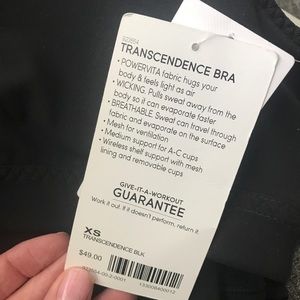 923554
TRANSCENDENCE BRA
• POWERVITA fabric hugs your
body & feels light as air
• WICKING. Pulls sweat away from the
body so it can evaporate faster
• BREATHABLE. Sweat can travel through
fabric and evaporate on the surface
• Mesh for ventilation
• Medium support for A-C cups
• Wireless shelf support with mesh
lining and removable cups
GIVE-IT-A-WORKOUT
GUARANTEE
Work it out. If it doesn't perform, return it.
XS
TRANSCENDENCE BLK
$49.00